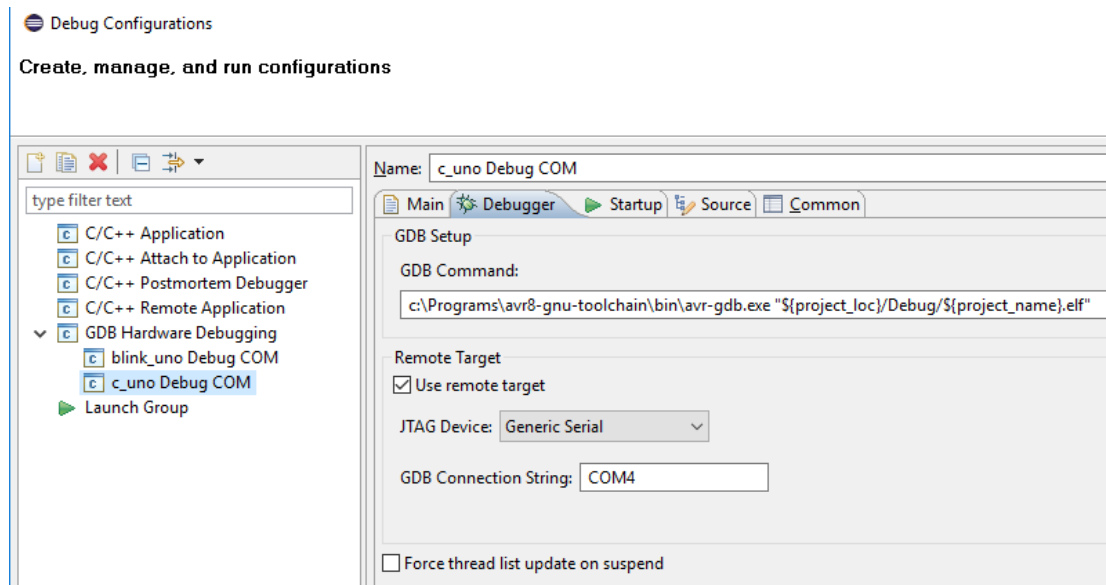 Debug Configurations
Create, manage, and run configurations
type filter text
C/C++ Application
C/C++ Attach to Application
C/C++ Postmortem Debugger
C/C++ Remote Application
GDB Hardware Debugging
blink_uno Debug COM
c_uno Debug COM
Launch Group
Name: c_uno Debug COM
Main Debugger Startup Source Common
GDB Setup
GDB Command:
c:\Programs\avr8-gnu-toolchain\bin\avr-gdb.exe "${project_loc}/Debug/${project_name}.elf"
Remote Target
Use remote target
JTAG Device: Generic Serial
GDB Connection String: COM4
Force thread list update on suspend